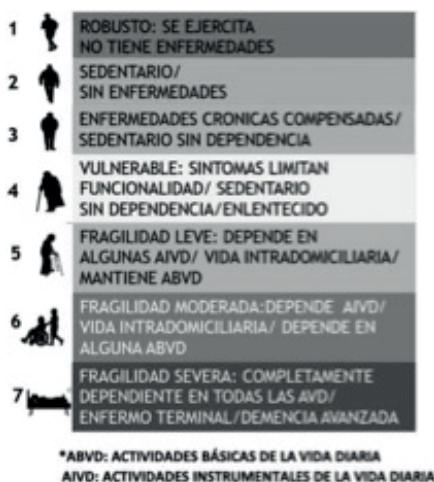 1 ROBUSTO: SE EJERCITA
NO TIENE ENFERMEDADES
2 SEDENTARIO/
SIN ENFERMEDADES
3 ENFERMEDADES CRONICAS COMPENSADAS/
SEDENTARIO SIN DEPENDENCIA
4 VULNERABLE: SINTOMAS LIMITAN
FUNCIONALIDAD/ SEDENTARIO
SIN DEPENDENCIA/ENLENTECIDO
5 FRAGILIDAD LEVE: DEPENDE EN
ALGUNAS AIVD/ VIDA INTRADOMICILIARIA/
MANTIENE ABVD
6 FRAGILIDAD MODERADA:DEPENDE AIVD/
VIDA INTRADOMICILIARIA/ DEPENDE EN
ALGUNA ABVD
7 FRAGILIDAD SEVERA: COMPLETAMENTE
DEPENDIENTE EN TODAS LAS AVD/
ENFERMO TERMINAL/DEMENCIA AVANZADA
*ABVD: ACTIVIDADES BÁSICAS DE LA VIDA DIARIA
AIVD: ACTIVIDADES INSTRUMENTALES DE LA VIDA DIARIA